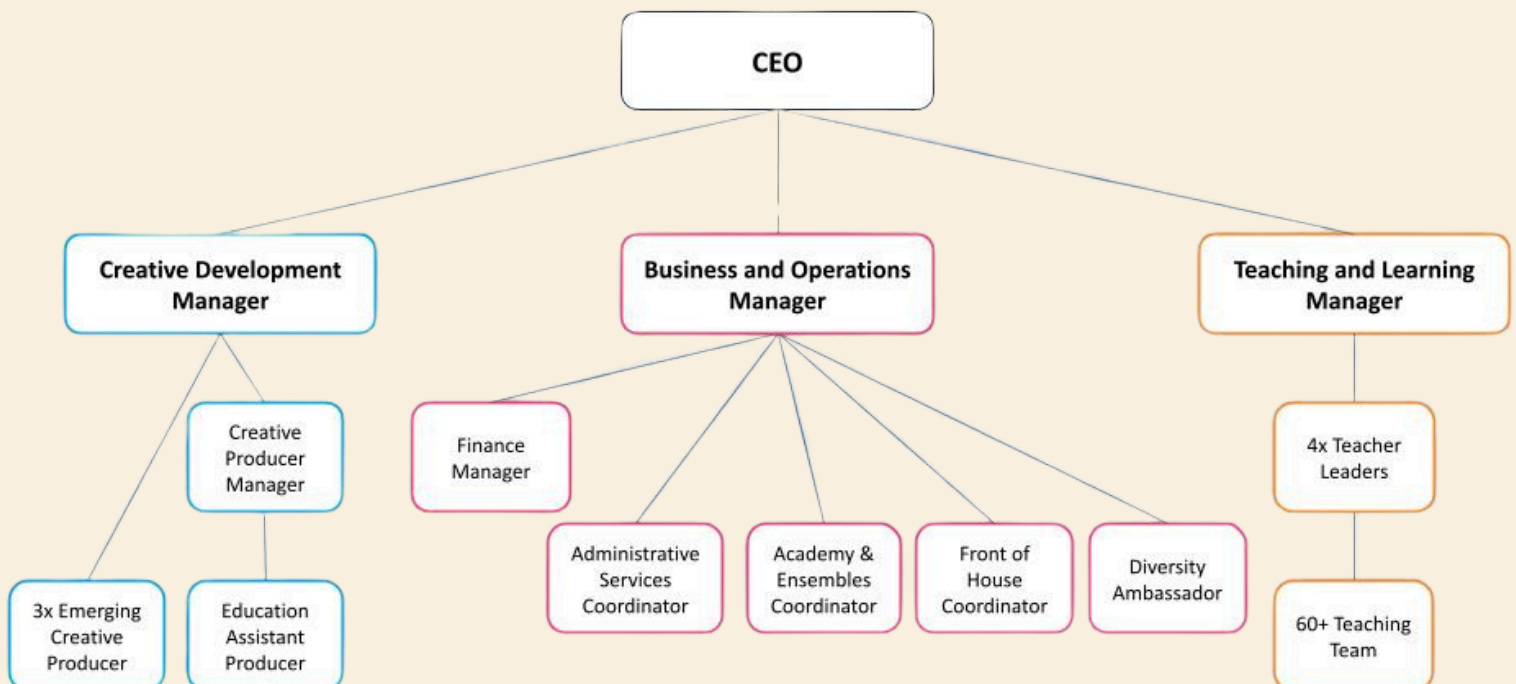 CEO
Creative Development
Manager
Business and Operations
Manager
Teaching and Learning
Manager
Creative
Producer
Manager
Finance
Manager
4x Teacher
Leaders
Administrative
Services
Coordinator
Academy &
Ensembles
Coordinator
Front of
House
Coordinator
Diversity
Ambassador
3x Emerging
Creative
Producer
Education
Assistant
Producer
60+ Teaching
Team